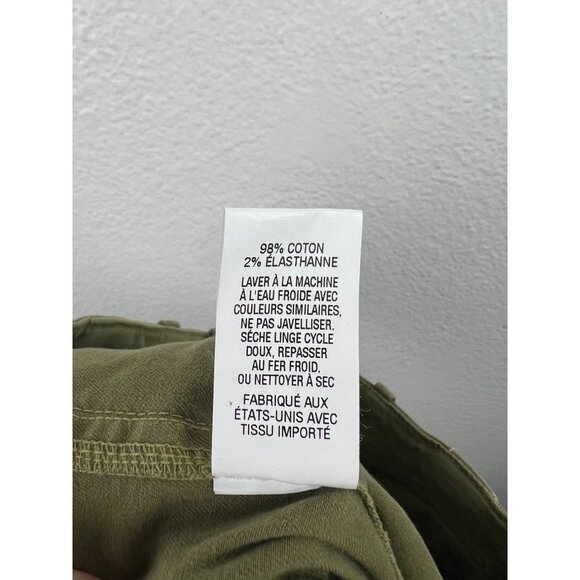 98% COTON
2% ÉLASTHANNE
LAVER À LA MACHINE
À L'EAU FROIDE AVEC
COULEURS SIMILAIRES,
NE PAS JAVELLISER,
SÉCHE LINGE CYCLE
DOUX, REPASSER
AU FER FROID.
OU NETTOYER À SEC
FABRIQUÉ AUX
ÉTATS-UNIS AVEC
TISSU IMPORTÉ